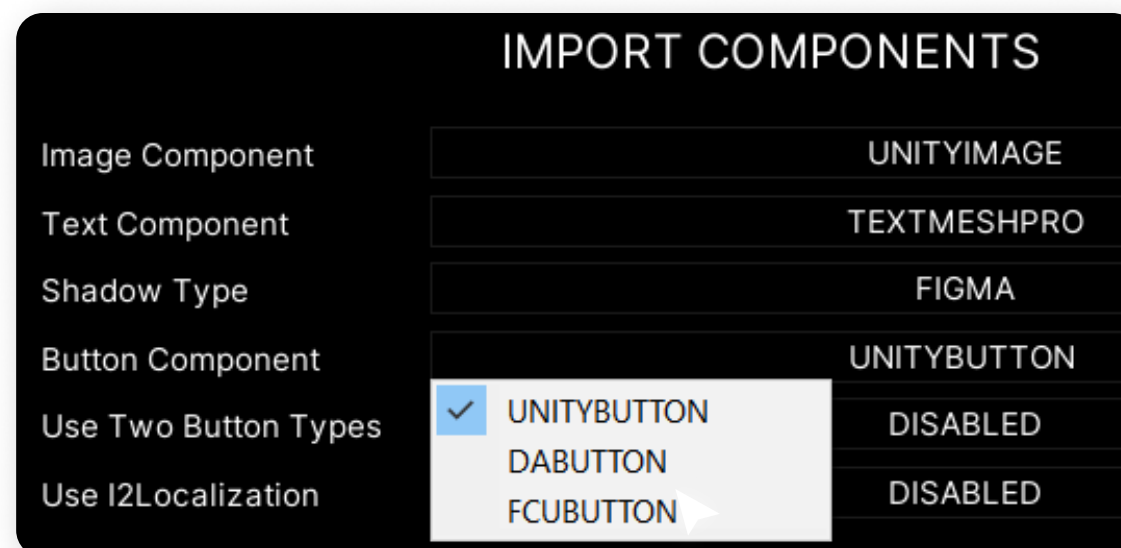 IMPORT COMPONENTS
Image Component UNITYIMAGE
Text Component TEXTMESHPRO
Shadow Type FIGMA
Button Component UNITYBUTTON
UNITYBUTTON
Use Two Button Types DISABLED
DABUTTON
Use I2Localization DISABLED
FCUBUTTON